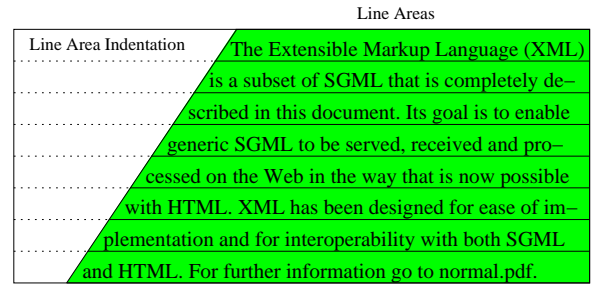 Line Areas
Line Area Indentation
The Extensible Markup Language (XML)
is a subset of SGML that is completely de−
scribed in this document. Its goal is to enable
generic SGML to be served, received and pro−
cessed on the Web in the way that is now possible
with HTML. XML has been designed for ease of im−
plementation and for interoperability with both SGML
and HTML. For further information go to normal.pdf.